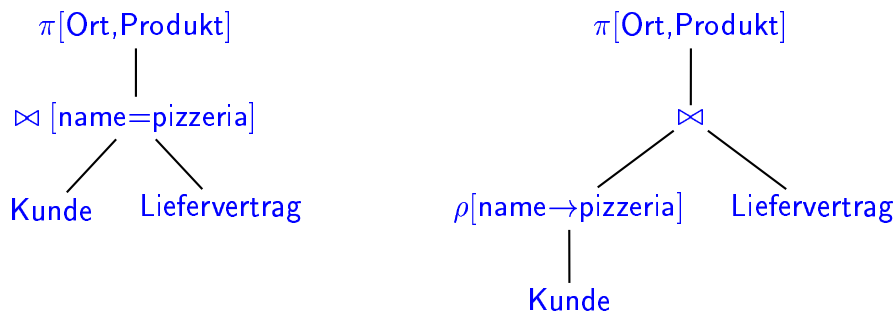 π[Ort,Produkt]
⋈ [name=pizzeria]
Kunde
Liefervertrag
π[Ort,Produkt]
⋈
ρ[name→pizzeria]
Liefervertrag
Kunde